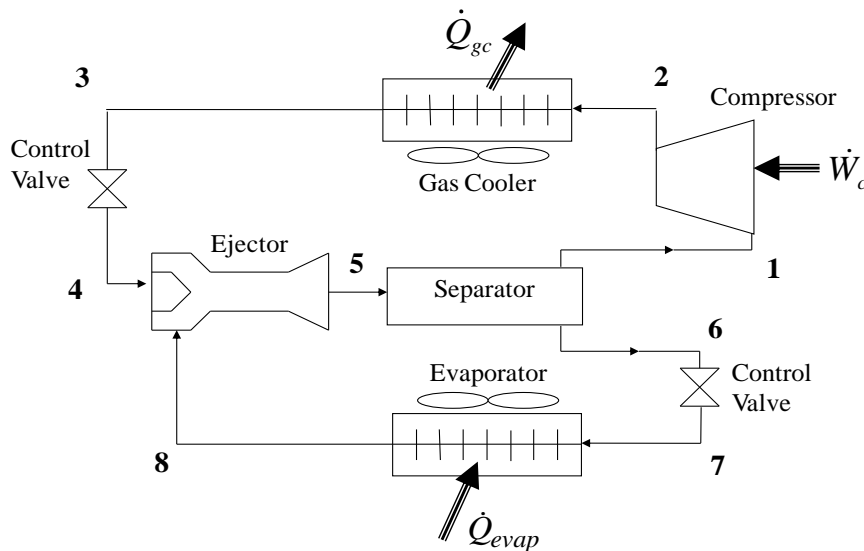 Q̇gc
3
2
Compressor
Control
Valve
Gas Cooler
Ẇc
Ejector
4
5
Separator
1
6
Evaporator
Control
Valve
8
7
Q̇evap